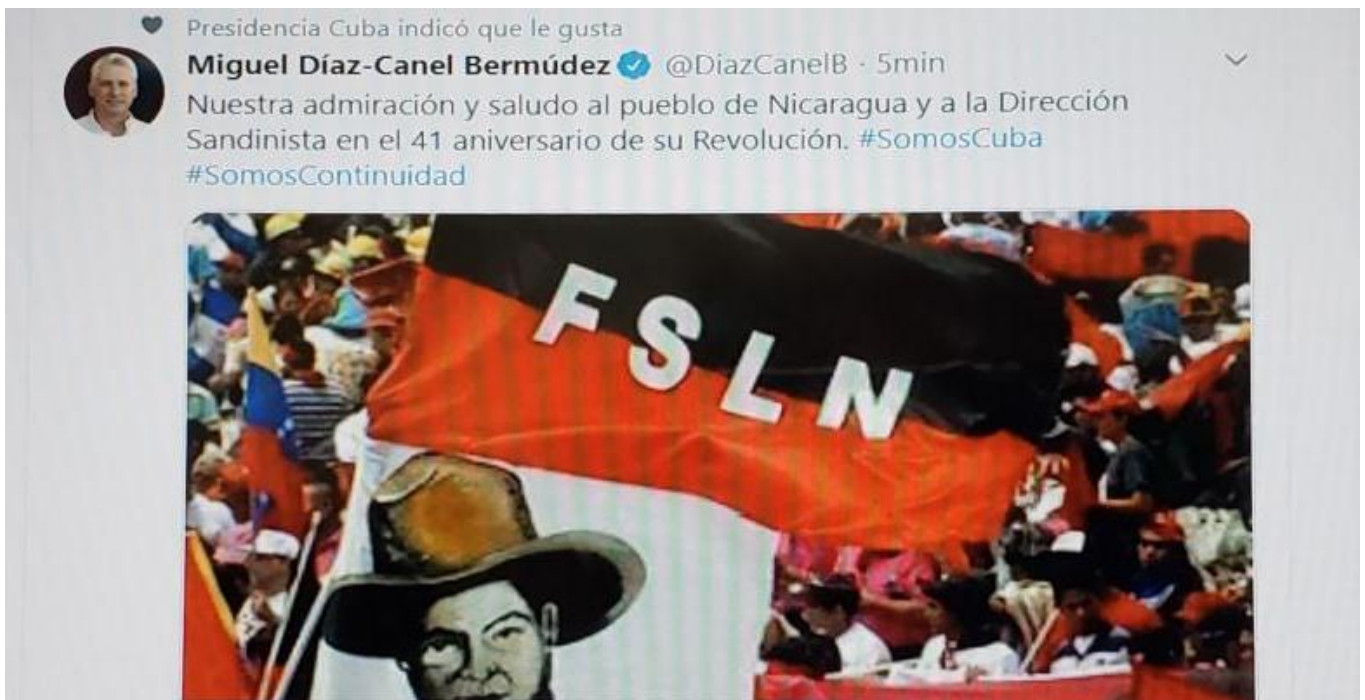 Presidencia Cuba indicó que le gusta
Miguel Díaz-Canel Bermúdez @DiazCanelB · 5min
Nuestra admiración y saludo al pueblo de Nicaragua y a la Dirección
Sandinista en el 41 aniversario de su Revolución. #SomosCuba
#SomosContinuidad
FSLN